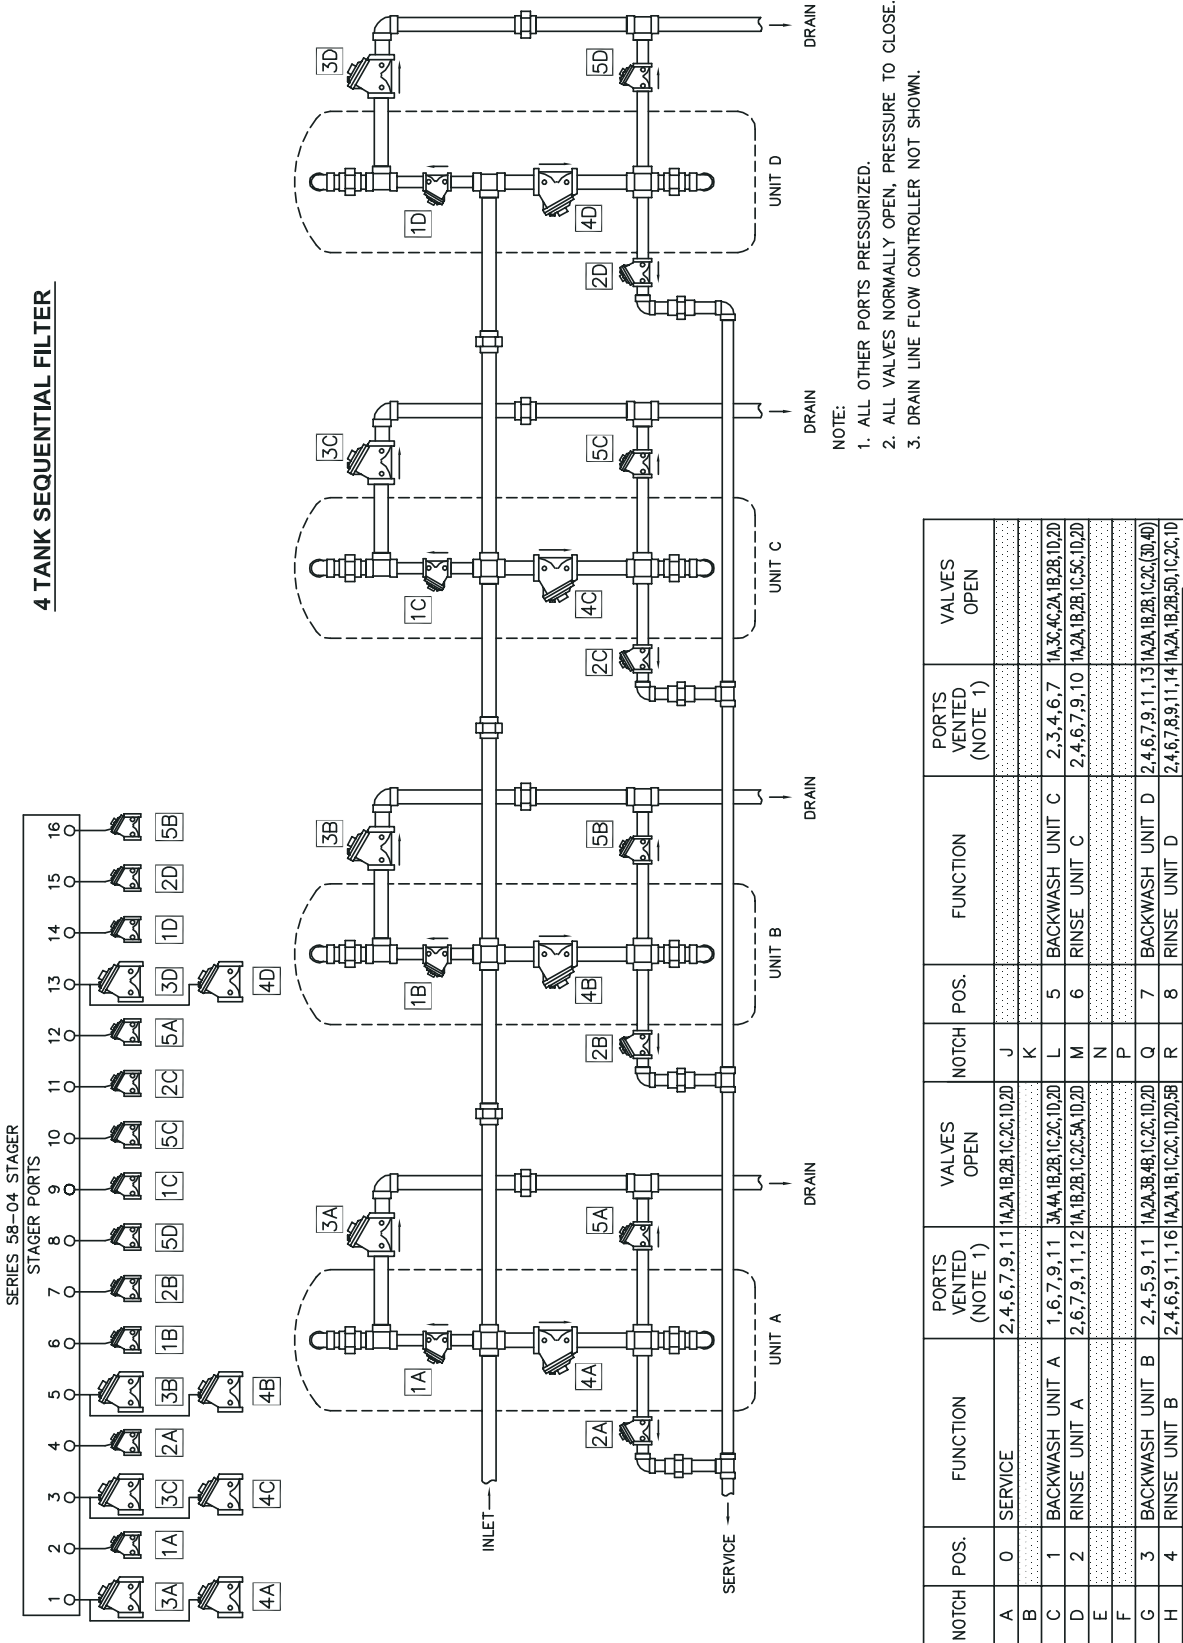 4 TANK SEQUENTIAL FILTER
SERIES 58-04 STAGER
STAGER PORTS
1 2 3 4 5 6 7 8 9 10 11 12 13 14 15 16
3A 1A 3C 2A 3B 1B 2B 5D 1C 5C 2C 5A 3D 1D 2D 5B
4A 4C 4B 4D
3A 3B 3C 3D
1A 1B 1C 1D
INLET
4A 4B 4C 4D
2A 5A 2B 5B 2C 5C 2D 5D
SERVICE
UNIT A UNIT B UNIT C UNIT D
DRAIN DRAIN DRAIN DRAIN
NOTE:
1. ALL OTHER PORTS PRESSURIZED.
2. ALL VALVES NORMALLY OPEN, PRESSURE TO CLOSE.
3. DRAIN LINE FLOW CONTROLLER NOT SHOWN.
NOTCH POS. FUNCTION PORTS VENTED (NOTE 1) VALVES OPEN NOTCH POS. FUNCTION PORTS VENTED (NOTE 1) VALVES OPEN
A 0 SERVICE 2,4,6,7,9,11 1A,2A,1B,2B,1C,2C,1D,2D J
B K
C 1 BACKWASH UNIT A 1,6,7,9,11 3A,4A,1B,2B,1C,2C,1D,2D L 5 BACKWASH UNIT C 2,3,4,6,7 1A,3C,4C,2A,1B,2B,1D,2D
D 2 RINSE UNIT A 2,6,7,9,11,12 1A,1B,2B,1C,2C,5A,1D,2D M 6 RINSE UNIT C 2,4,6,7,9,10 1A,2A,1B,2B,1C,5C,1D,2D
E N
F P
G 3 BACKWASH UNIT B 2,4,5,9,11 1A,2A,3B,4B,1C,2C,1D,2D Q 7 BACKWASH UNIT D 2,4,6,7,9,11,13 1A,2A,1B,2B,1C,2C,(3D,4D)
H 4 RINSE UNIT B 2,4,6,9,11,16 1A,2A,1B,1C,2C,1D,2D,5B R 8 RINSE UNIT D 2,4,6,7,8,9,11,14 1A,2A,1B,2B,5D,1C,2C,1D